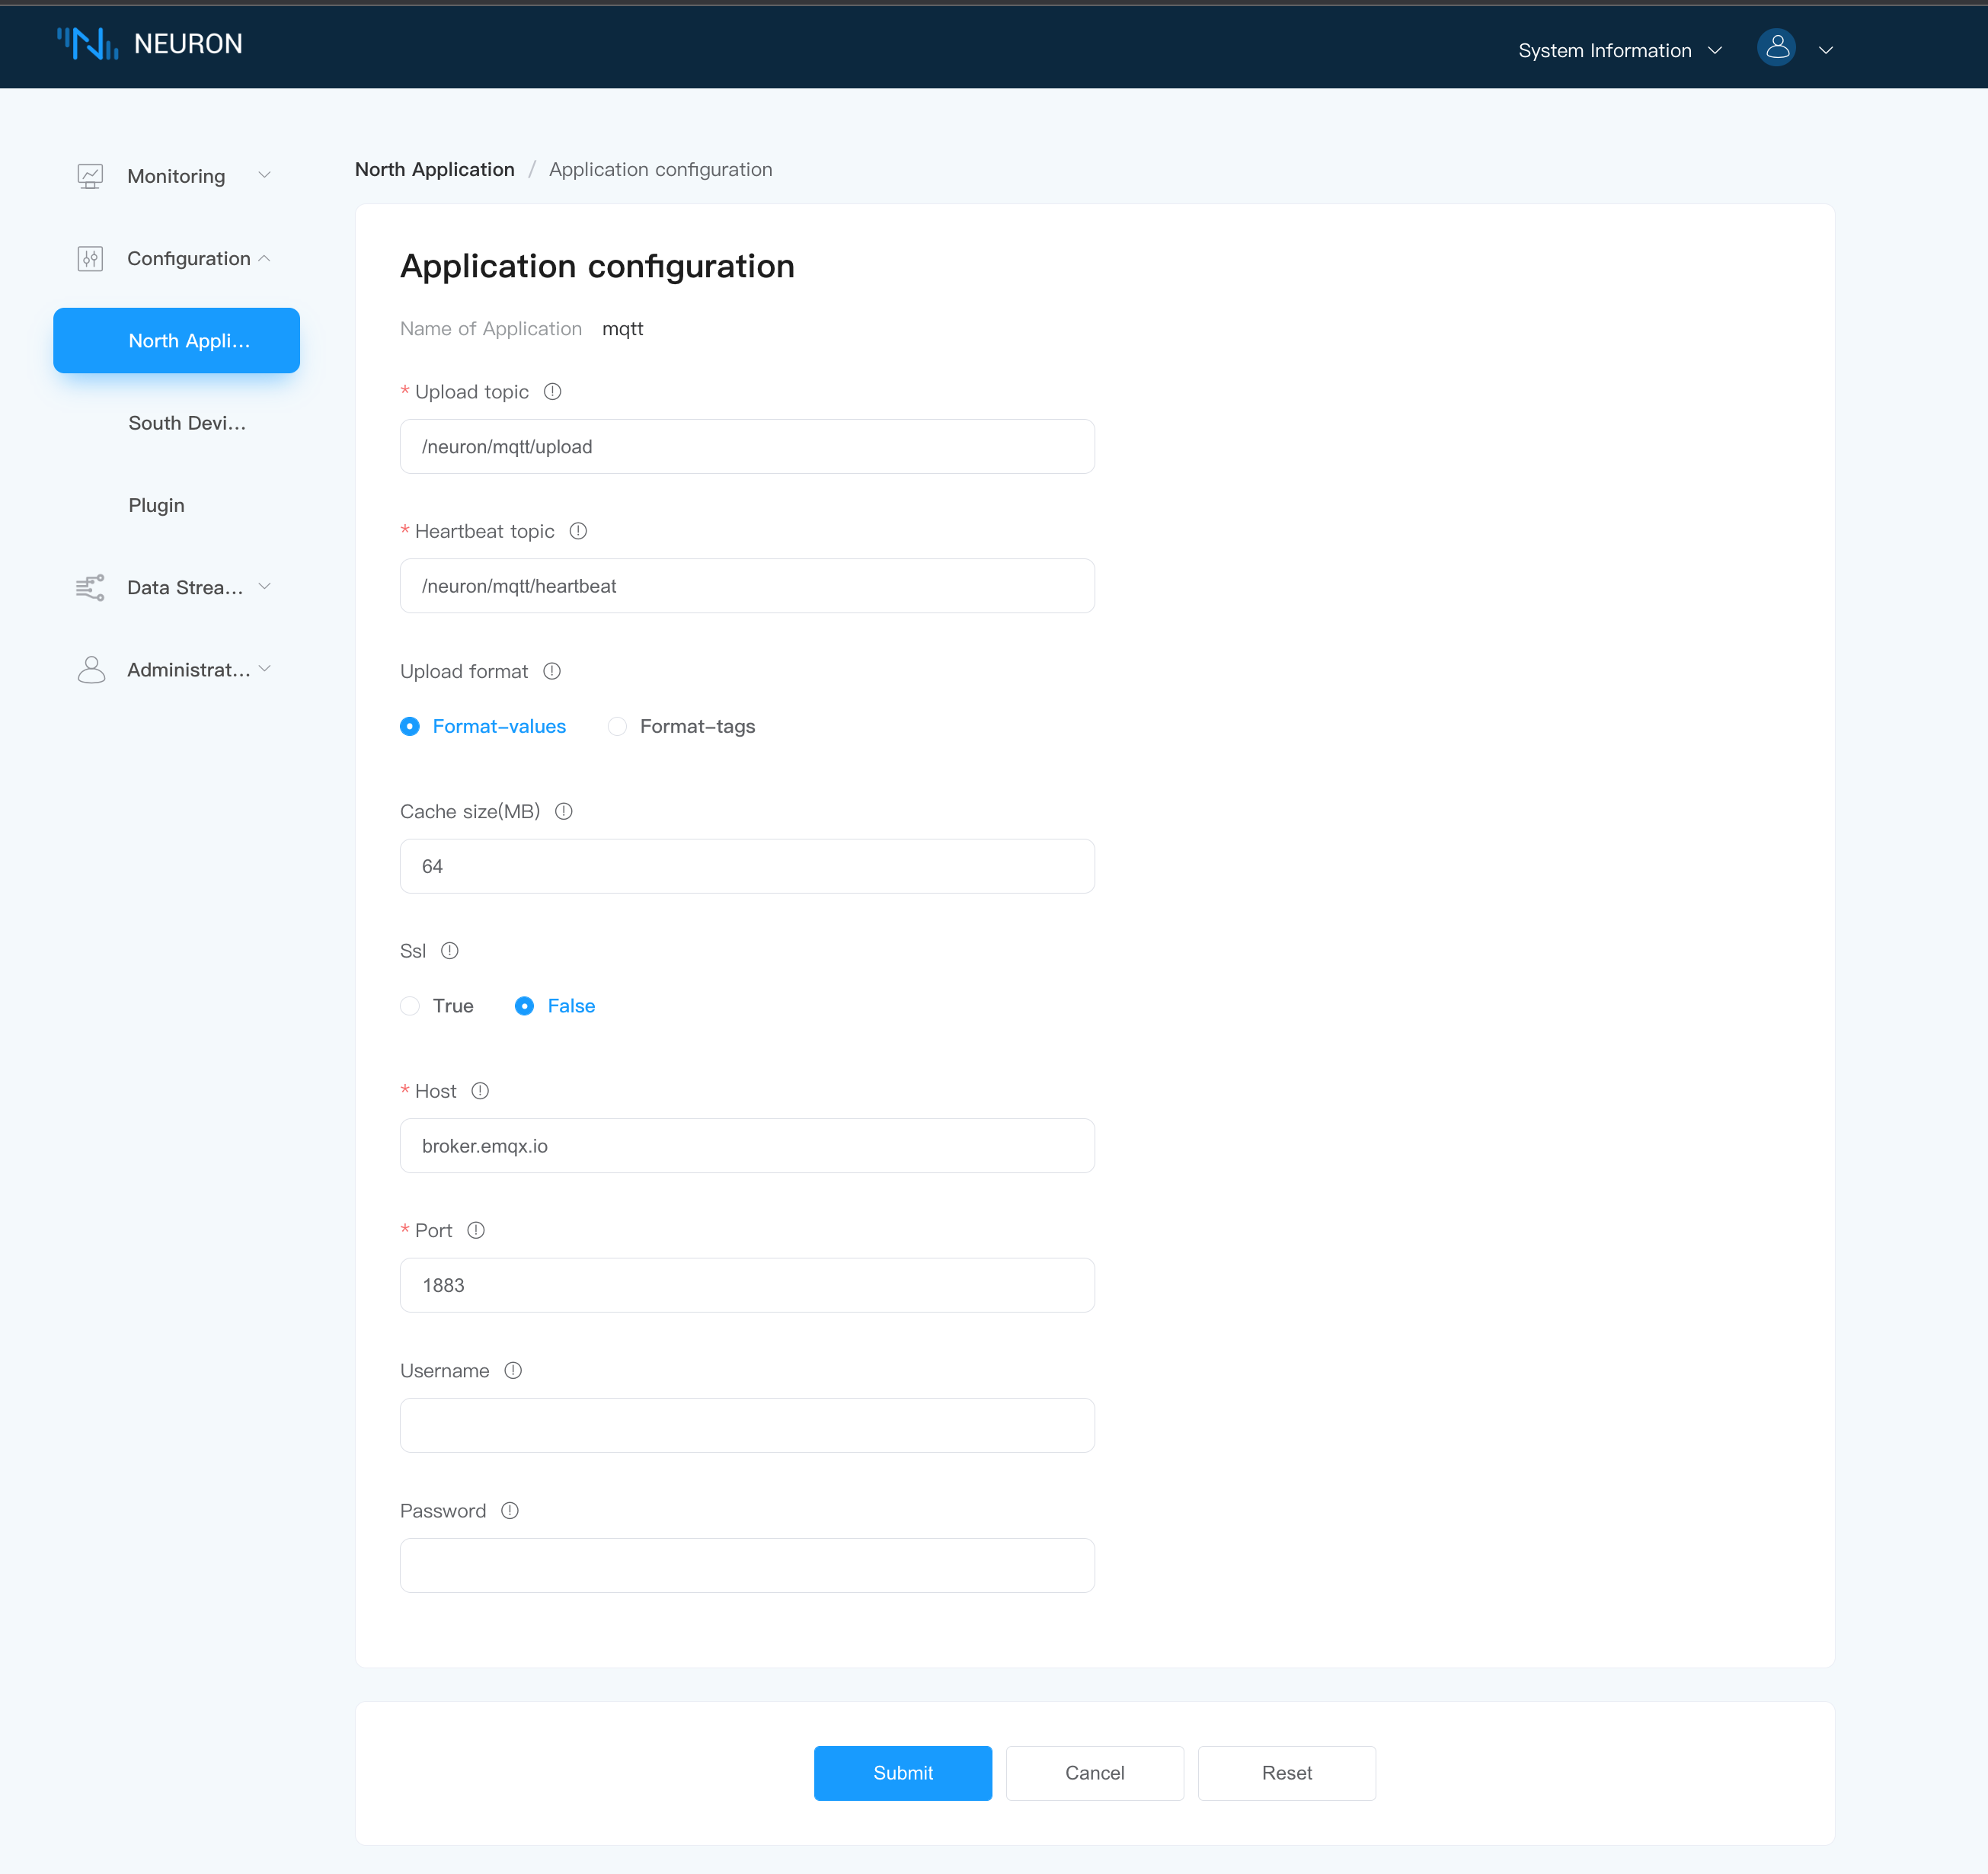 NEURON
System Information
Monitoring
Configuration
North Appli...
South Devi...
Plugin
Data Strea...
Administrat...
North Application / Application configuration
Application configuration
Name of Application mqtt
* Upload topic
/neuron/mqtt/upload
* Heartbeat topic
/neuron/mqtt/heartbeat
Upload format
Format-values Format-tags
Cache size(MB)
64
Ssl
True False
* Host
broker.emqx.io
* Port
1883
Username
Password
Submit Cancel Reset